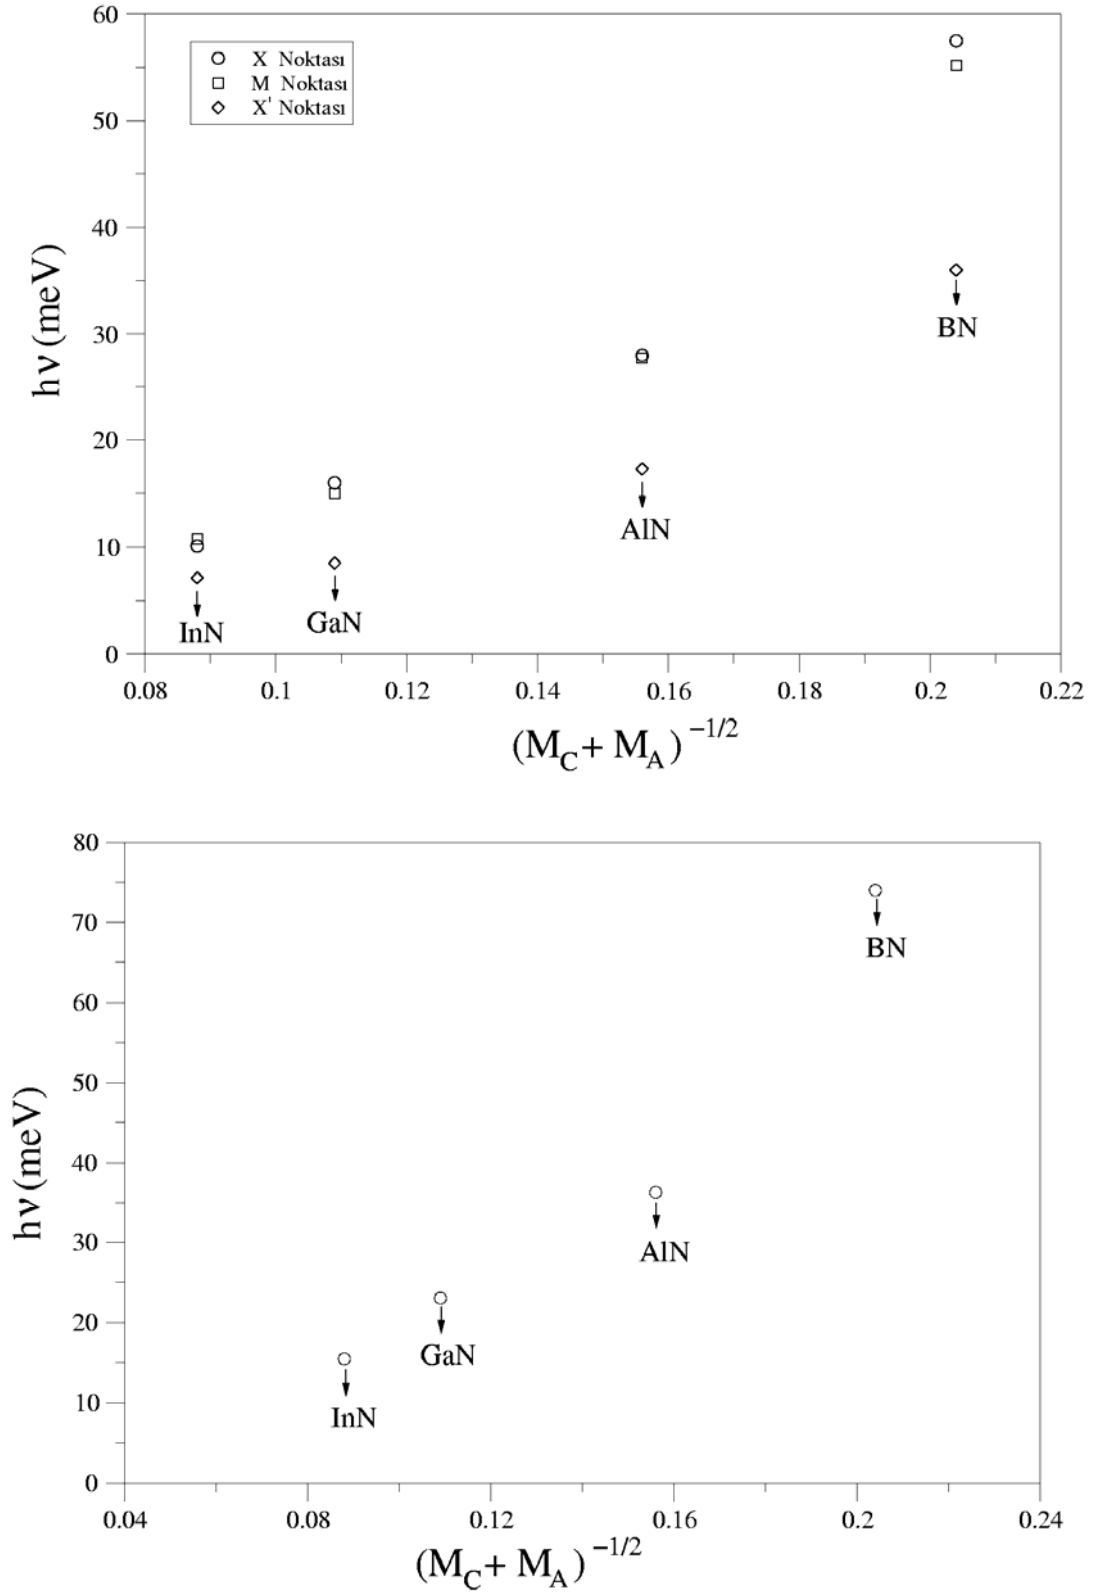 60
X Noktası
M Noktası
X' Noktası
50
40
30
20
10
0
hν (meV)
BN
AlN
GaN
InN
0.08 0.1 0.12 0.14 0.16 0.18 0.2 0.22
(M_C + M_A)^−1/2
80
70
60
50
40
30
20
10
0
hν (meV)
BN
AlN
GaN
InN
0.04 0.08 0.12 0.16 0.2 0.24
(M_C + M_A)^−1/2